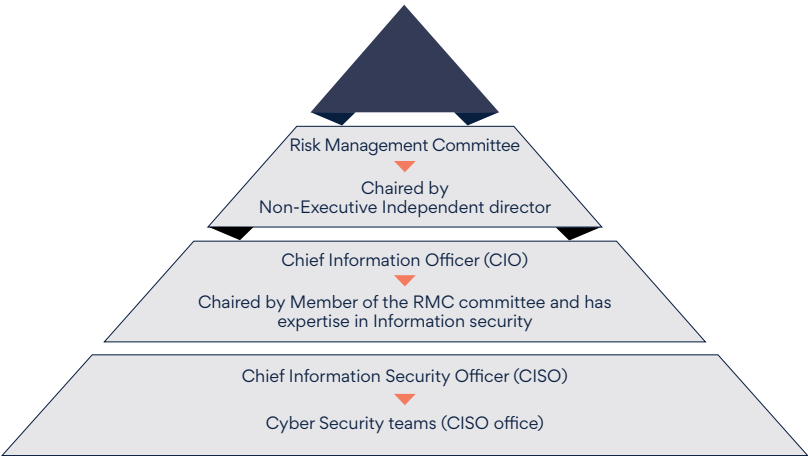 Risk Management Committee
Chaired by
Non-Executive Independent director
Chief Information Officer (CIO)
Chaired by Member of the RMC committee and has
expertise in Information security
Chief Information Security Officer (CISO)
Cyber Security teams (CISO office)